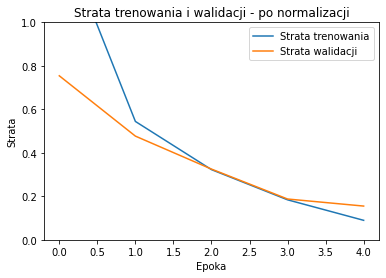 Strata trenowania i walidacji - po normalizacji
Strata trenowania
Strata walidacji
1.0
0.8
0.6
0.4
0.2
0.0
Strata
0.0 0.5 1.0 1.5 2.0 2.5 3.0 3.5 4.0
Epoka